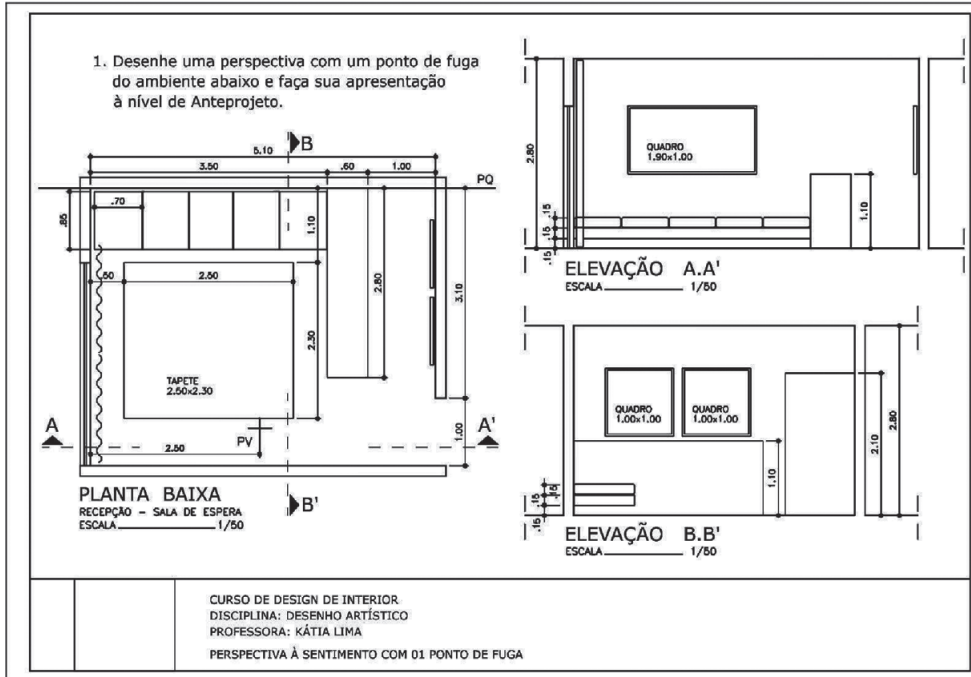 1. Desenhe uma perspectiva com um ponto de fuga
do ambiente abaixo e faça sua apresentação
à nível de Anteprojeto.
B
5.10
3.50
.60
1.00
PQ
.70
.85
1.10
.50
2.50
2.80
3.10
2.30
TAPETE
2.50x2.30
A
A'
PV
1.00
2.50
PLANTA BAIXA
RECEPÇÃO - SALA DE ESPERA
ESCALA 1/50
B'
2.80
QUADRO
1.90x1.00
.15
.15
.15
1.10
ELEVAÇÃO A.A'
ESCALA 1/50
QUADRO
1.00x1.00
QUADRO
1.00x1.00
2.80
2.10
1.10
.15
.15
.15
ELEVAÇÃO B.B'
ESCALA 1/50
CURSO DE DESIGN DE INTERIOR
DISCIPLINA: DESENHO ARTÍSTICO
PROFESSORA: KÁTIA LIMA
PERSPECTIVA À SENTIMENTO COM 01 PONTO DE FUGA